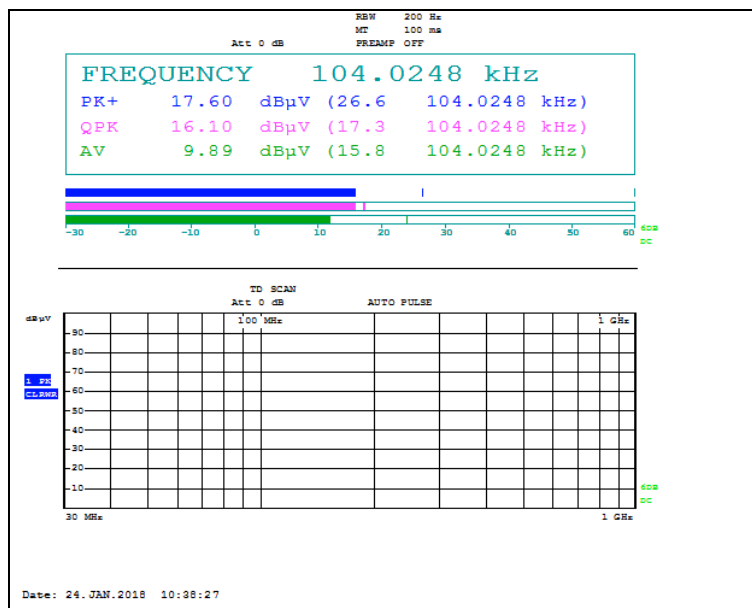 RBW 200 Hz
MT 100 ms
Att 0 dB PREAMP OFF
FREQUENCY 104.0248 kHz
PK+ 17.60 dBµV (26.6 104.0248 kHz)
QPK 16.10 dBµV (17.3 104.0248 kHz)
AV 9.89 dBµV (15.8 104.0248 kHz)
-30 -20 -10 0 10 20 30 40 50 60
6DB
DC
TD SCAN
Att 0 dB AUTO PULSE
dBµV
100 MHz 1 GHz
90
80
70
1 PK
CLRWR
60
50
40
30
20
10
6DB
DC
30 MHz 1 GHz
Date: 24.JAN.2018 10:38:27